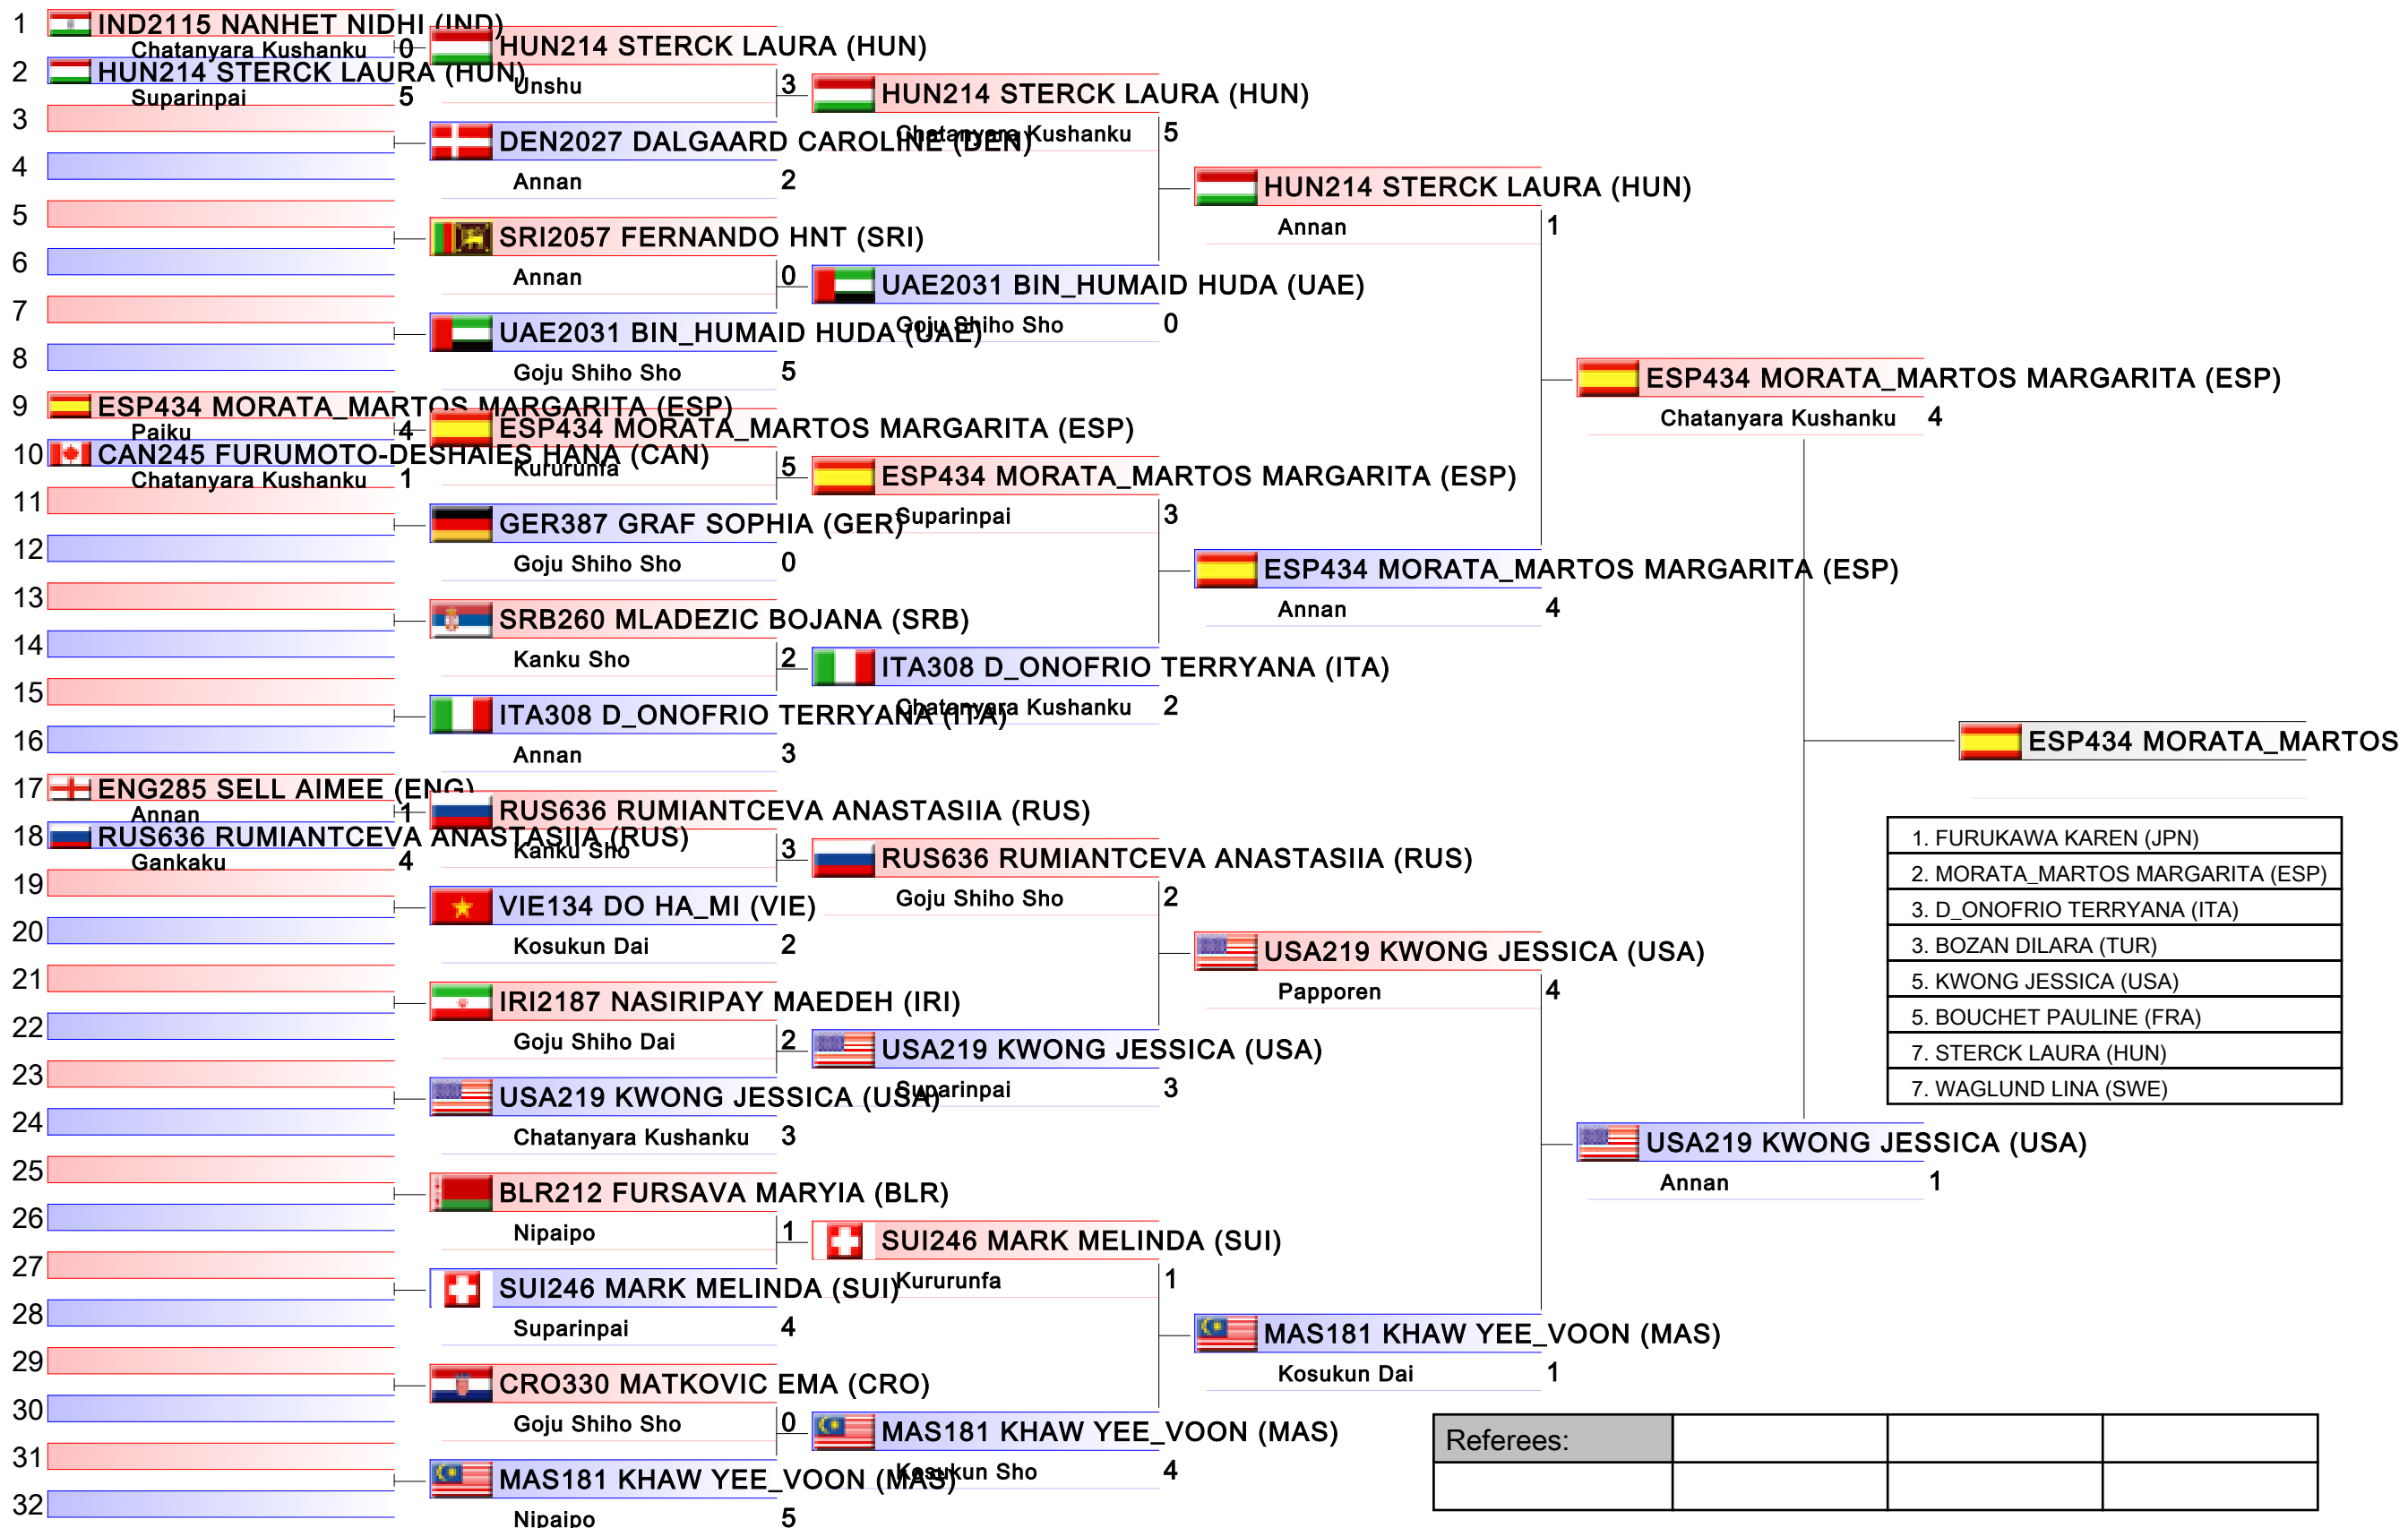 1 IND2115 NANHET NIDHI (IND)
Chatanyara Kushanku 0
2 HUN214 STERCK LAURA (HUN)
Suparinpai 5
3
4
5
6
7
8
9 ESP434 MORATA_MARTOS MARGARITA (ESP)
Paiku 4
10 CAN245 FURUMOTO-DESHAIES HANA (CAN)
Chatanyara Kushanku 1
11
12
13
14
15
16
17 ENG285 SELL AIMEE (ENG)
Annan 1
18 RUS636 RUMIANTCEVA ANASTASIIA (RUS)
Gankaku 4
19
20
21
22
23
24
25
26
27
28
29
30
31
32
HUN214 STERCK LAURA (HUN)
Unshu 3
DEN2027 DALGAARD CAROLINE (DEN)
Annan 2
SRI2057 FERNANDO HNT (SRI)
Annan 0
UAE2031 BIN_HUMAID HUDA (UAE)
Goju Shiho Sho 5
ESP434 MORATA_MARTOS MARGARITA (ESP)
Kururunfa 5
GER387 GRAF SOPHIA (GER)
Goju Shiho Sho 0
SRB260 MLADEZIC BOJANA (SRB)
Kanku Sho 2
ITA308 D_ONOFRIO TERRYANA (ITA)
Annan 3
RUS636 RUMIANTCEVA ANASTASIIA (RUS)
Kanku Sho 3
VIE134 DO HA_MI (VIE)
Kosukun Dai 2
IRI2187 NASIRIPAY MAEDEH (IRI)
Goju Shiho Dai 2
USA219 KWONG JESSICA (USA)
Chatanyara Kushanku 3
BLR212 FURSAVA MARYIA (BLR)
Nipaipo 1
SUI246 MARK MELINDA (SUI)
Suparinpai 4
CRO330 MATKOVIC EMA (CRO)
Goju Shiho Sho 0
MAS181 KHAW YEE_VOON (MAS)
Nipaipo 5
HUN214 STERCK LAURA (HUN)
Chatanyara Kushanku 5
UAE2031 BIN_HUMAID HUDA (UAE)
Goju Shiho Sho 0
ESP434 MORATA_MARTOS MARGARITA (ESP)
Suparinpai 3
ITA308 D_ONOFRIO TERRYANA (ITA)
Chatanyara Kushanku 2
RUS636 RUMIANTCEVA ANASTASIIA (RUS)
Goju Shiho Sho 2
USA219 KWONG JESSICA (USA)
Suparinpai 3
SUI246 MARK MELINDA (SUI)
Kururunfa 1
MAS181 KHAW YEE_VOON (MAS)
Kosukun Sho 4
HUN214 STERCK LAURA (HUN)
Annan 1
ESP434 MORATA_MARTOS MARGARITA (ESP)
Annan 4
USA219 KWONG JESSICA (USA)
Papporen 4
MAS181 KHAW YEE_VOON (MAS)
Kosukun Dai 1
ESP434 MORATA_MARTOS MARGARITA (ESP)
Chatanyara Kushanku 4
USA219 KWONG JESSICA (USA)
Annan 1
ESP434 MORATA_MARTOS
1. FURUKAWA KAREN (JPN)
2. MORATA_MARTOS MARGARITA (ESP)
3. D_ONOFRIO TERRYANA (ITA)
3. BOZAN DILARA (TUR)
5. KWONG JESSICA (USA)
5. BOUCHET PAULINE (FRA)
7. STERCK LAURA (HUN)
7. WAGLUND LINA (SWE)
Referees: